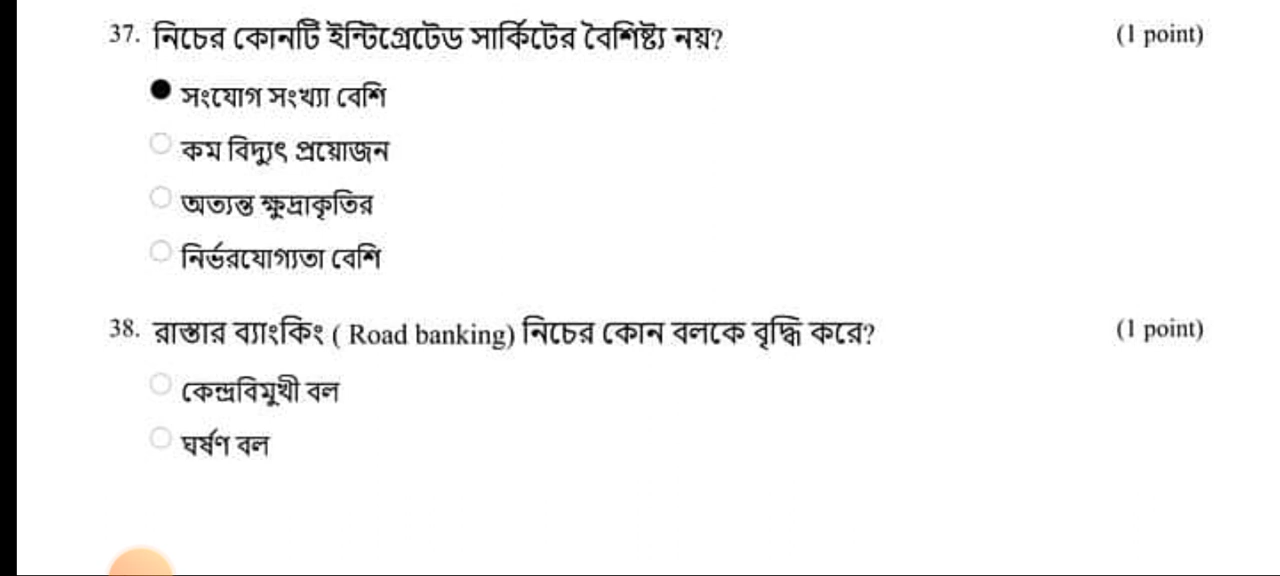 37. নিচের কোনটি ইন্টিগ্রেটেড সার্কিটের বৈশিষ্ট্য নয়? (1 point)
সংযোগ সংখ্যা বেশি
কম বিদ্যুৎ প্রয়োজন
অত্যন্ত ক্ষুদ্রাকৃতির
নির্ভরযোগ্যতা বেশি
38. রাস্তার ব্যাংকিং ( Road banking) নিচের কোন বলকে বৃদ্ধি করে? (1 point)
কেন্দ্রবিমুখী বল
ঘর্ষণ বল